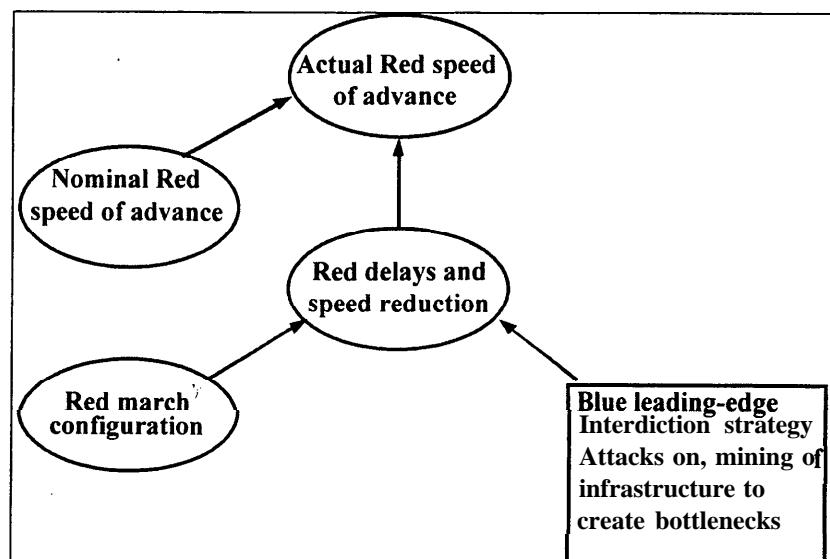 Actual Red speed
of advance
Nominal Red
speed of advance
Red delays and
speed reduction
Red march
configuration
Blue leading-edge
Interdiction strategy
Attacks on, mining of
infrastructure to
create bottlenecks